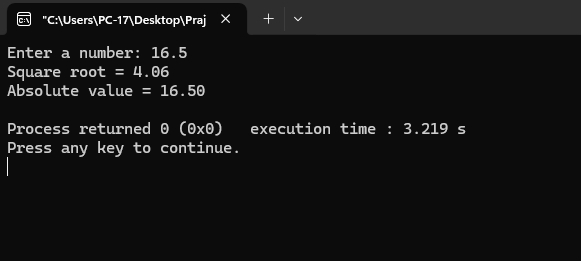 "C:\Users\PC-17\Desktop\Praj
Enter a number: 16.5
Square root = 4.06
Absolute value = 16.50
Process returned 0 (0x0)   execution time : 3.219 s
Press any key to continue.